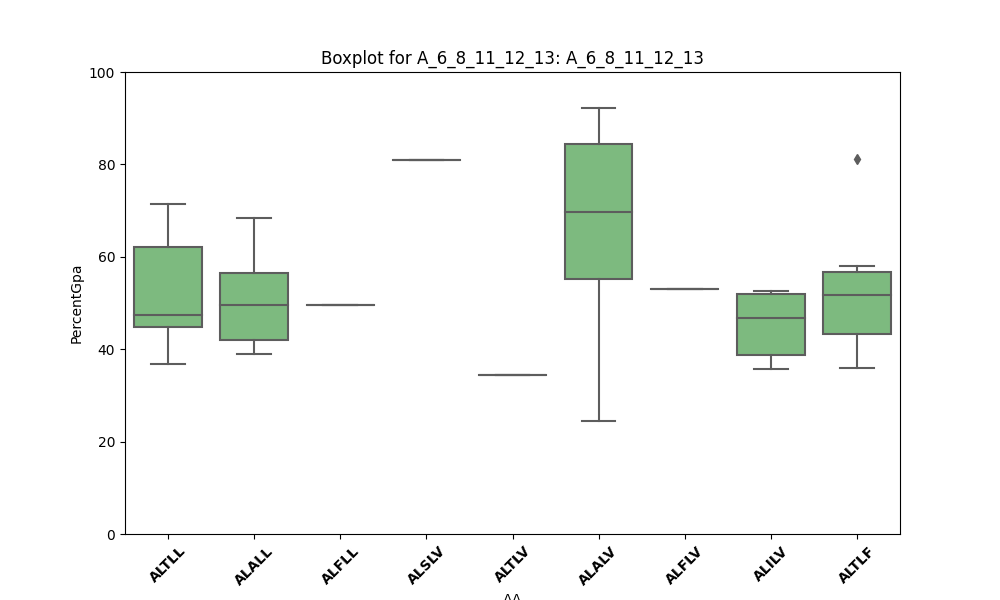 Boxplot for A_6_8_11_12_13: A_6_8_11_12_13
100
80
60
40
20
0
PercentGpa
ALTLL
ALALL
ALFLL
ALSLV
ALTLV
ALALV
ALFLV
ALILV
ALTLF
AA